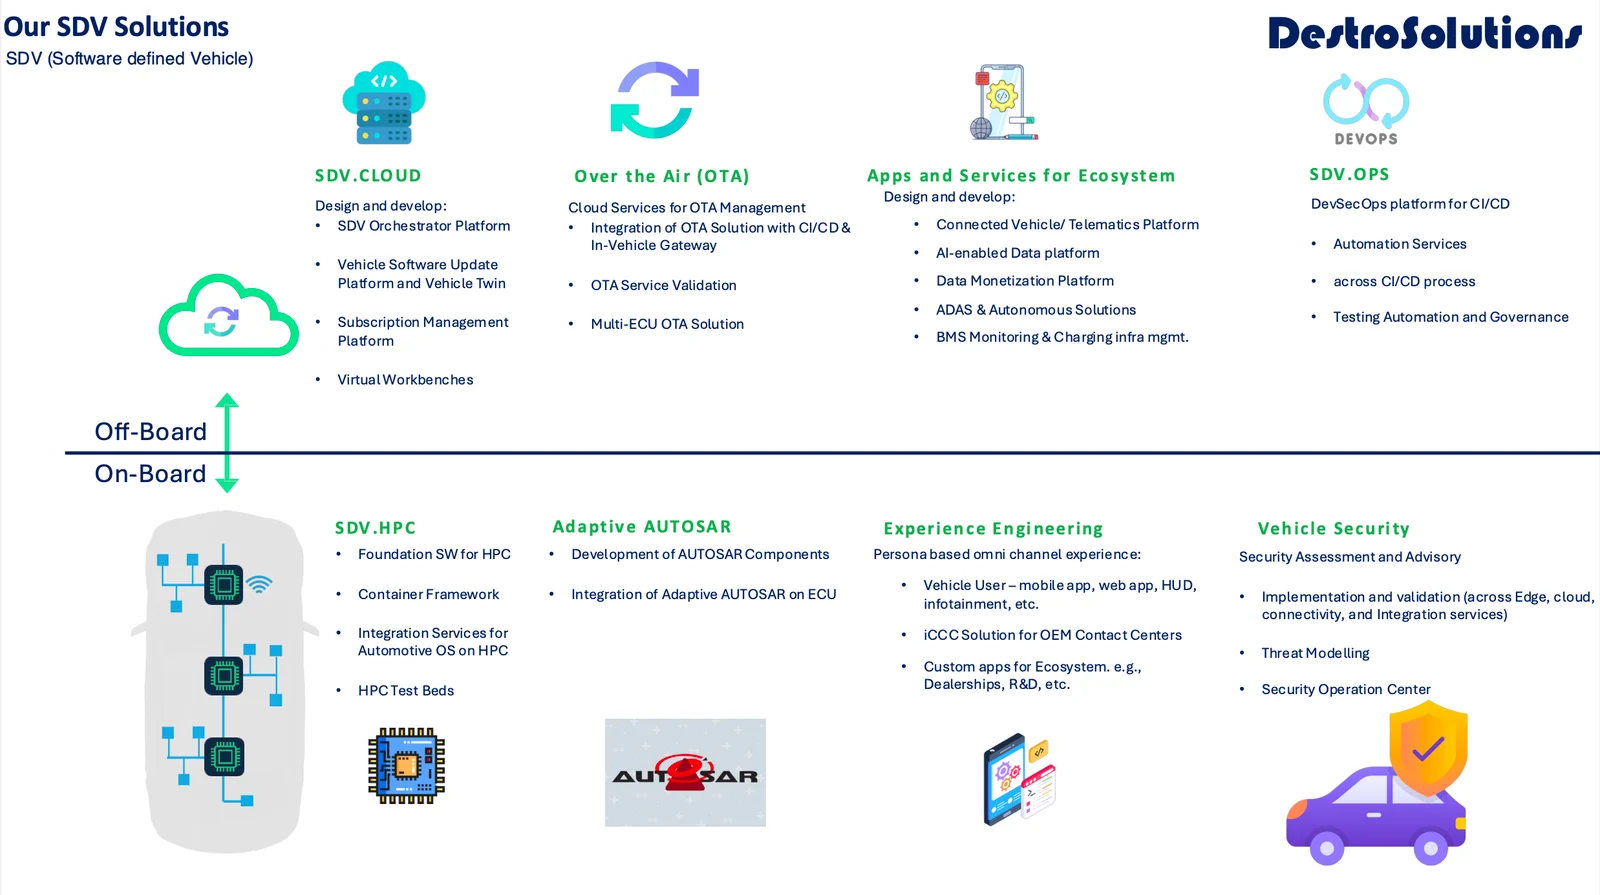 Our SDV Solutions
SDV (Software defined Vehicle)
DestroSolutions
</>
</>
DEVOPS
SDV.CLOUD
Design and develop:
• SDV Orchestrator Platform
• Vehicle Software Update
Platform and Vehicle Twin
• Subscription Management
Platform
• Virtual Workbenches
Over the Air (OTA)
Cloud Services for OTA Management
• Integration of OTA Solution with CI/CD &
In-Vehicle Gateway
• OTA Service Validation
• Multi-ECU OTA Solution
Apps and Services for Ecosystem
Design and develop:
• Connected Vehicle/ Telematics Platform
• AI-enabled Data platform
• Data Monetization Platform
• ADAS & Autonomous Solutions
• BMS Monitoring & Charging infra mgmt.
SDV.OPS
DevSecOps platform for CI/CD
• Automation Services
• across CI/CD process
• Testing Automation and Governance
Off-Board
On-Board
SDV.HPC
• Foundation SW for HPC
• Container Framework
• Integration Services for
Automotive OS on HPC
• HPC Test Beds
Adaptive AUTOSAR
• Development of AUTOSAR Components
• Integration of Adaptive AUTOSAR on ECU
AUTOSAR
Experience Engineering
Persona based omni channel experience:
• Vehicle User – mobile app, web app, HUD,
infotainment, etc.
• iCCC Solution for OEM Contact Centers
• Custom apps for Ecosystem. e.g.,
Dealerships, R&D, etc.
</>
Vehicle Security
Security Assessment and Advisory
• Implementation and validation (across Edge, cloud,
connectivity, and Integration services)
• Threat Modelling
• Security Operation Center